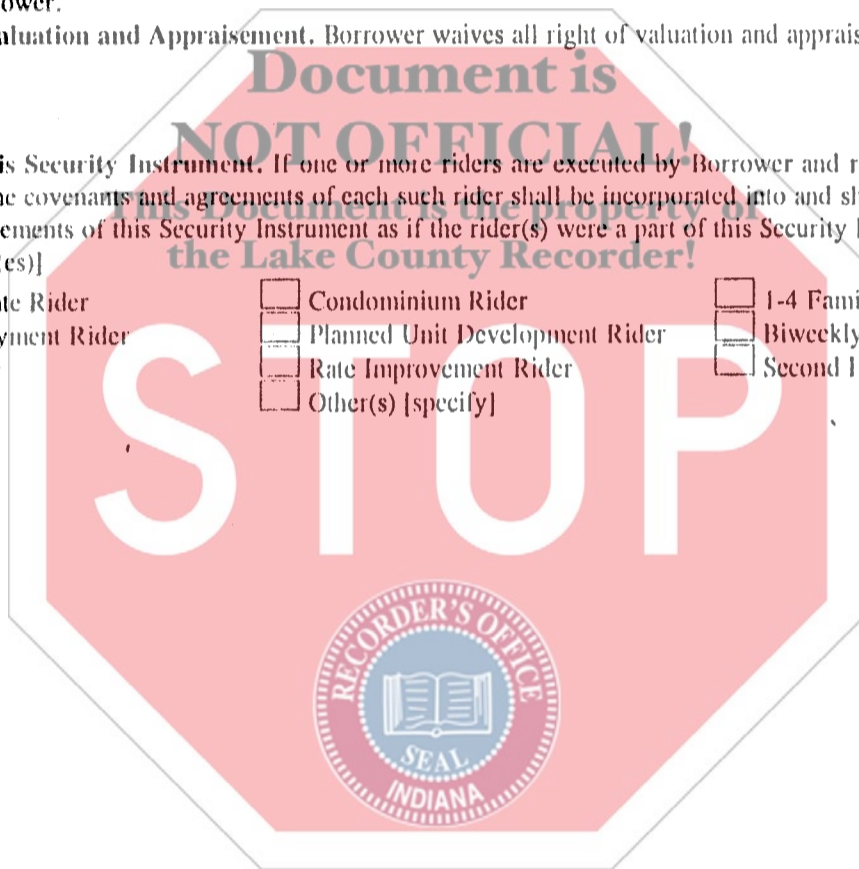 ower.
aluation and Appraisement. Borrower waives all right of valuation and apprais
Document is
NOT OFFICIAL!
is Security Instrument. If one or more riders are executed by Borrower and r
e covenants and agreements of each such rider shall be incorporated into and sh
This Document is the property of
ements of this Security Instrument as if the rider(s) were a part of this Security I
the Lake County Recorder!
es)]
te Rider Condominium Rider 1-4 Fami
yment Rider Planned Unit Development Rider Biweekly
Rate Improvement Rider Second
Other(s) [specify]
STOP
RECORDER'S OFFICE
SEAL
INDIANA